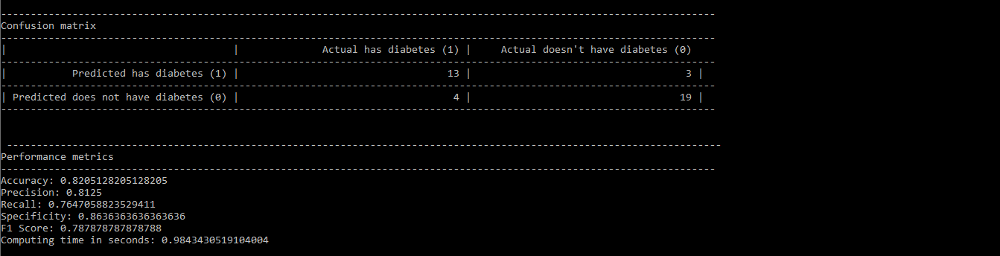 ------------------------------------------------------------------------------------------------------------------------
Confusion matrix
------------------------------------------------------------------------------------------------------------------------
|                                      |              Actual has diabetes (1) |     Actual doesn't have diabetes (0)
------------------------------------------------------------------------------------------------------------------------
|           Predicted has diabetes (1) |                                   13 |                                    3 |
------------------------------------------------------------------------------------------------------------------------
| Predicted does not have diabetes (0) |                                    4 |                                   19 |
------------------------------------------------------------------------------------------------------------------------
 ------------------------------------------------------------------------------------------------------------------------
Performance metrics
------------------------------------------------------------------------------------------------------------------------
Accuracy: 0.8205128205128205
Precision: 0.8125
Recall: 0.7647058823529411
Specificity: 0.8636363636363636
F1 Score: 0.787878787878788
Computing time in seconds: 0.9843430519104004